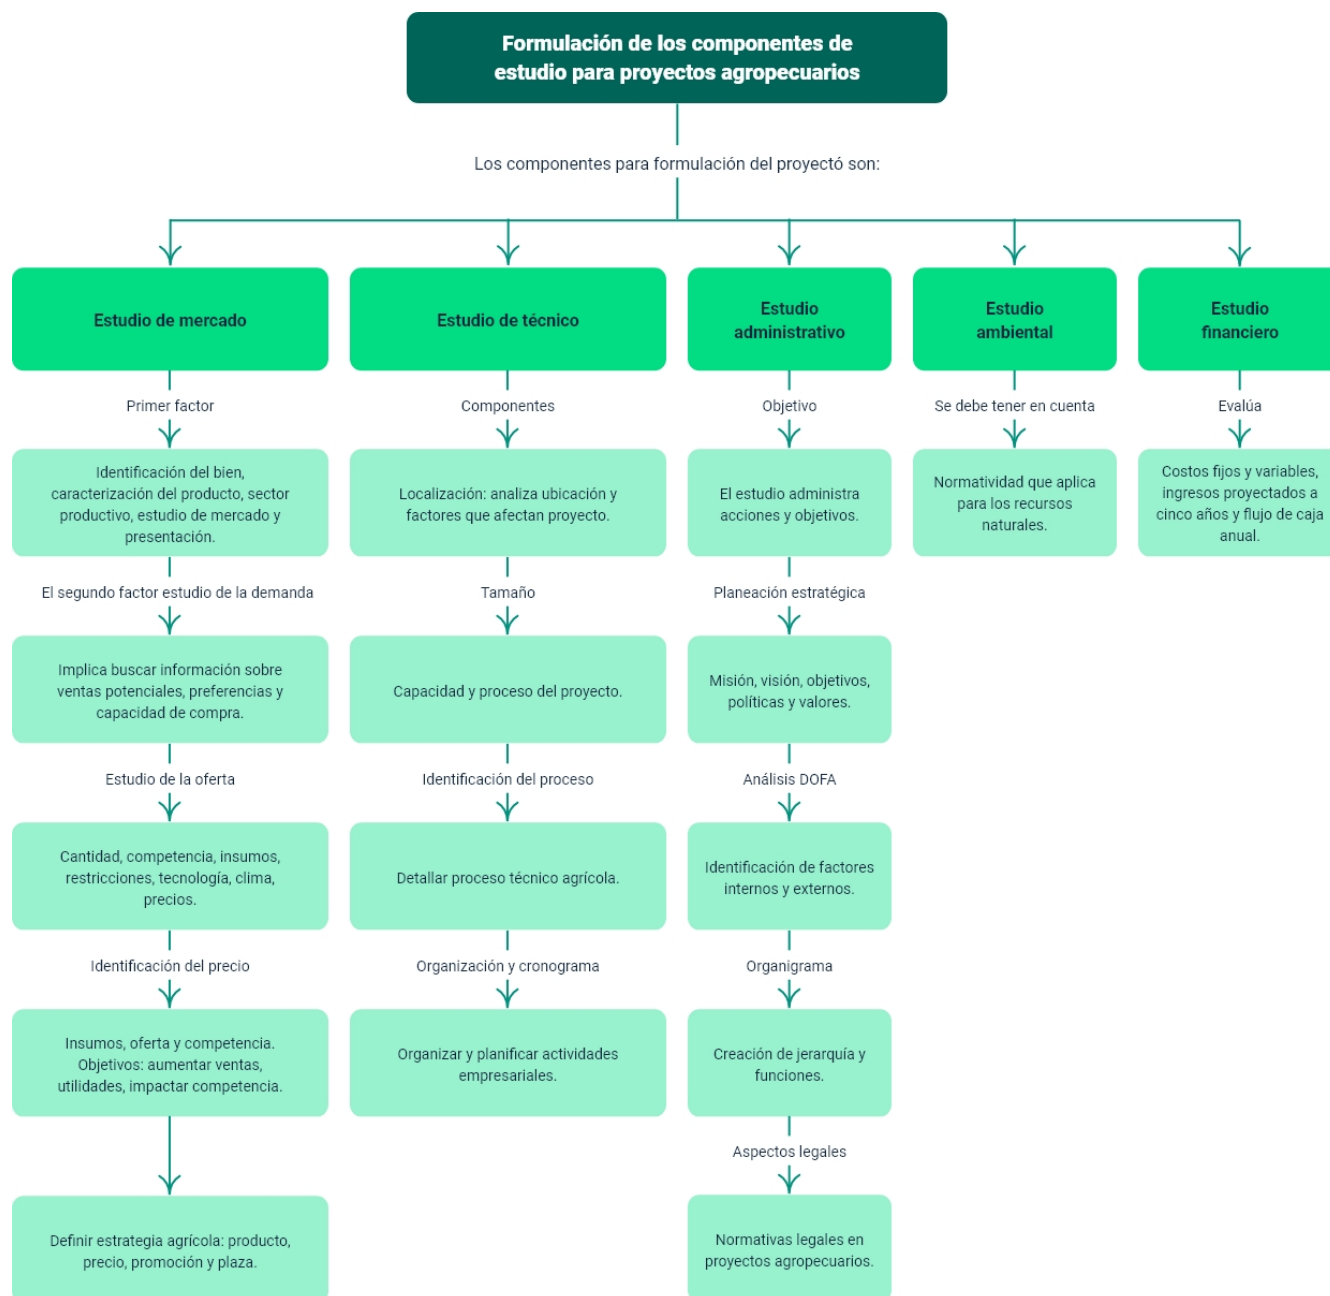 Formulación de los componentes de
estudio para proyectos agropecuarios
Los componentes para formulación del proyectó son:
Estudio de mercado
Primer factor
Identificación del bien,
caracterización del producto, sector
productivo, estudio de mercado y
presentación.
El segundo factor estudio de la demanda
Implica buscar información sobre
ventas potenciales, preferencias y
capacidad de compra.
Estudio de la oferta
Cantidad, competencia, insumos,
restricciones, tecnología, clima,
precios.
Identificación del precio
Insumos, oferta y competencia.
Objetivos: aumentar ventas,
utilidades, impactar competencia.
Definir estrategia agrícola: producto,
precio, promoción y plaza.
Estudio de técnico
Componentes
Localización: analiza ubicación y
factores que afectan proyecto.
Tamaño
Capacidad y proceso del proyecto.
Identificación del proceso
Detallar proceso técnico agrícola.
Organización y cronograma
Organizar y planificar actividades
empresariales.
Estudio
administrativo
Objetivo
El estudio administra
acciones y objetivos.
Planeación estratégica
Misión, visión, objetivos,
políticas y valores.
Análisis DOFA
Identificación de factores
internos y externos.
Organigrama
Creación de jerarquía y
funciones.
Aspectos legales
Normativas legales en
proyectos agropecuarios.
Estudio
ambiental
Se debe tener en cuenta
Normatividad que aplica
para los recursos
naturales.
Estudio
financiero
Evalúa
Costos fijos y variables,
ingresos proyectados a
cinco años y flujo de caja
anual.